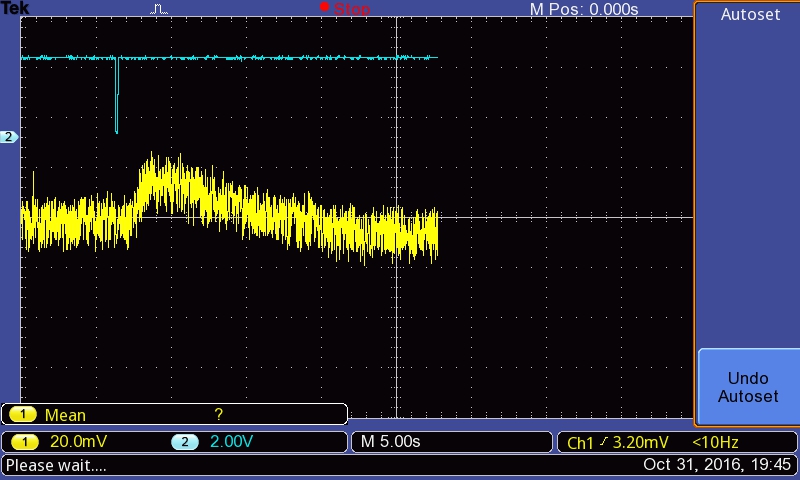 Tek Stop M Pos: 0.000s
Autoset
2
Undo
Autoset
1 Mean ?
1 20.0mV 2 2.00V M 5.00s Ch1 3.20mV <10Hz
Please wait.... Oct 31, 2016, 19:45